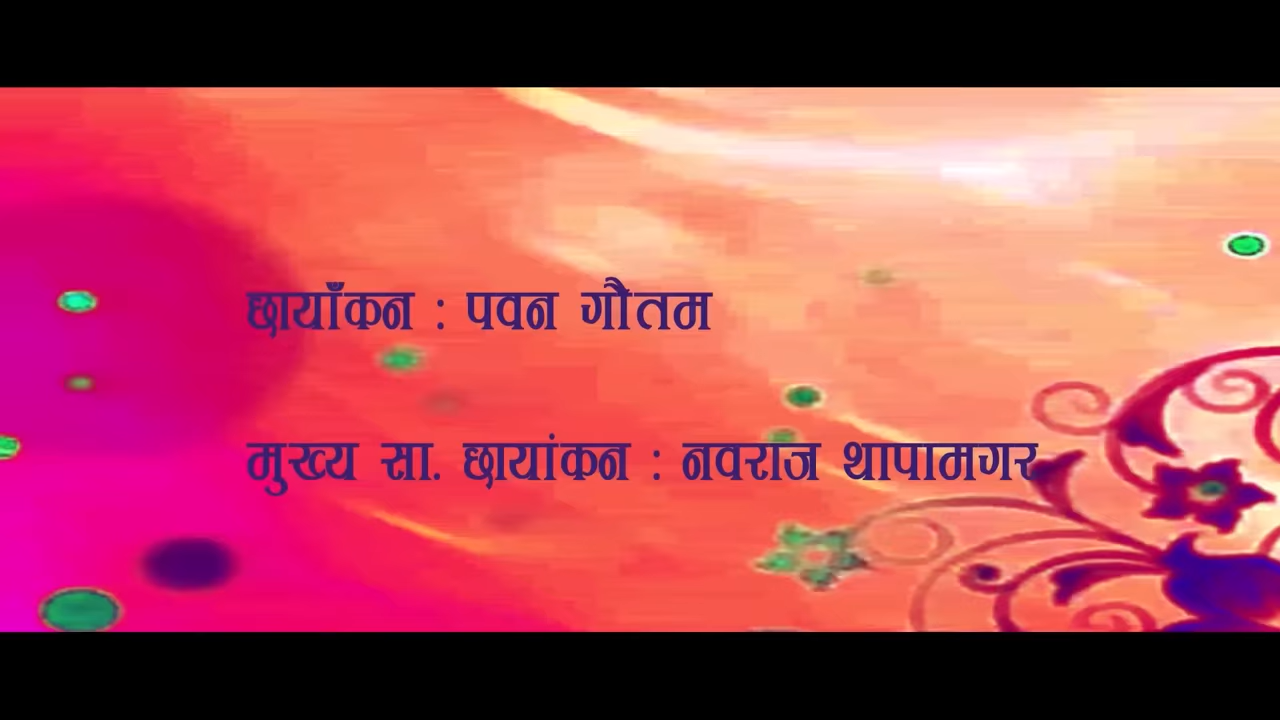 छायाँकन : पवन गौतम
मुख्य सा. छायांकन : नवराज थापामगर